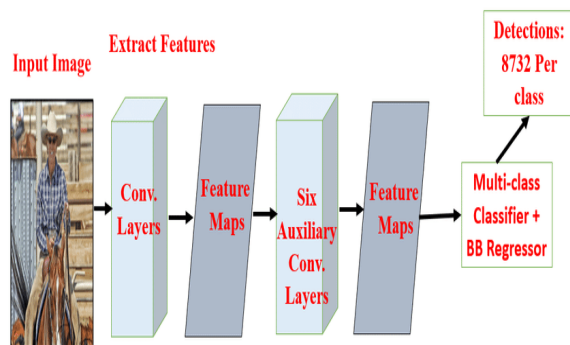 Input Image
Extract Features
Conv.
Layers
Feature
Maps
Six
Auxiliary
Conv.
Layers
Feature
Maps
Multi-class
Classifier +
BB Regressor
Detections:
8732 Per
class